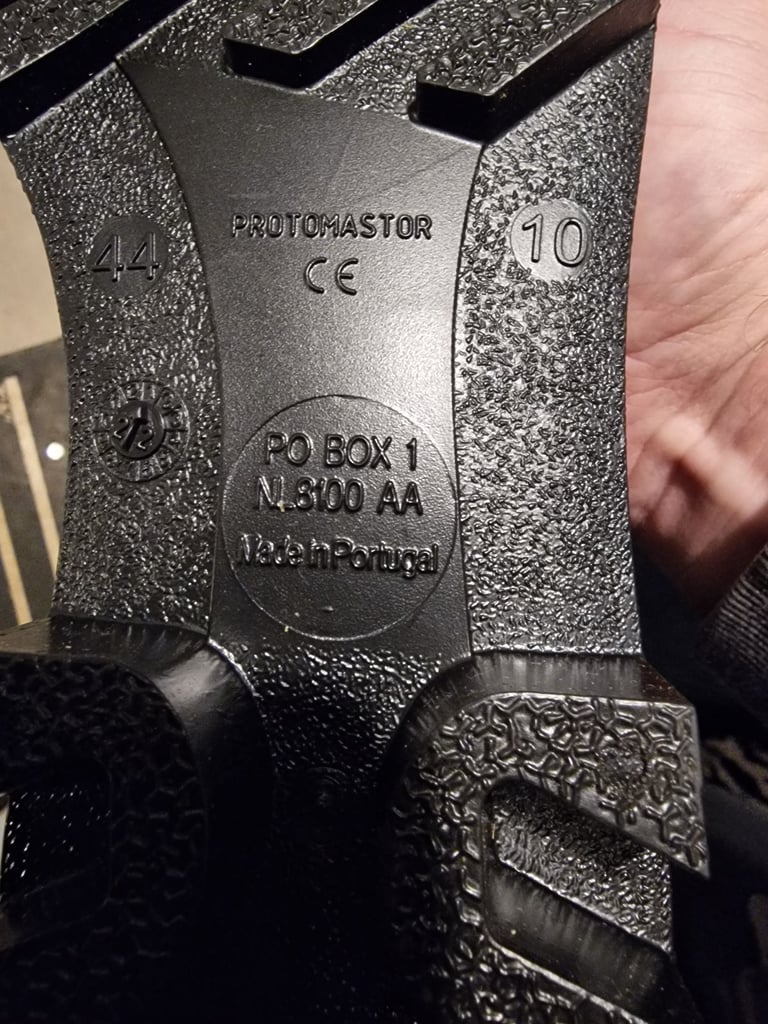 PROTOMASTOR
CE
44
10
PO BOX 1
NL8100 AA
Made in Portugal